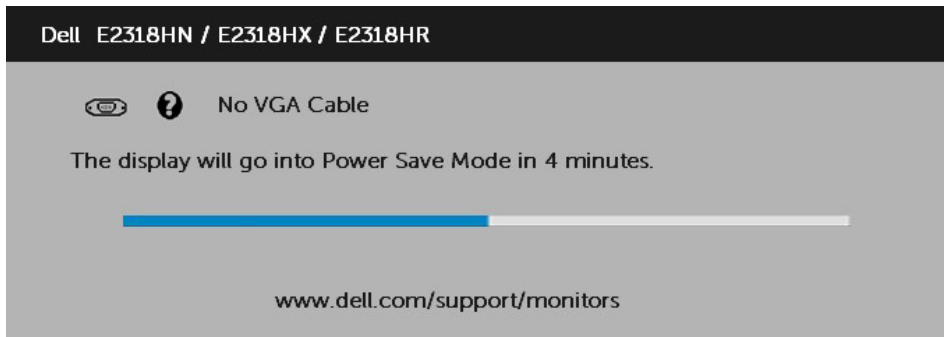 Dell E2318HN / E2318HX / E2318HR
No VGA Cable
The display will go into Power Save Mode in 4 minutes.
www.dell.com/support/monitors